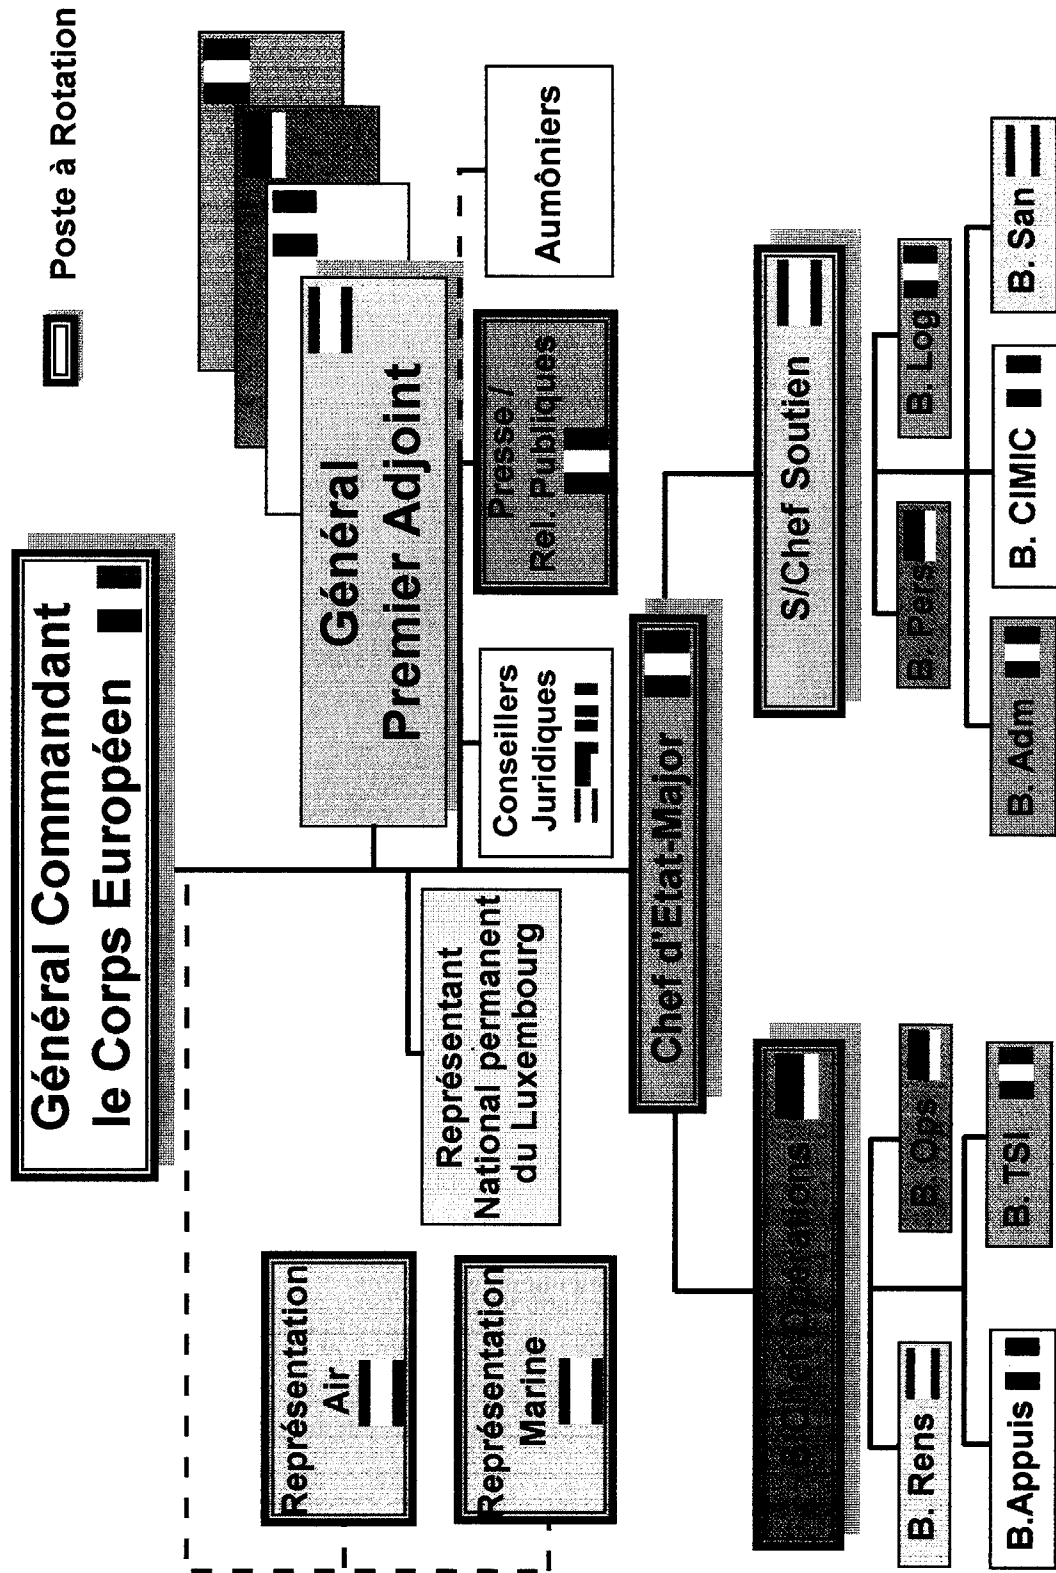 Général Commandant
le Corps Européen
Poste à Rotation
Général
Premier Adjoint
Représentation
Air
Représentation
Marine
Représentant
National permanent
du Luxembourg
Conseillers
Juridiques
Presse /
Rel. Publiques
Aumôniers
Chef d'Etat-Major
S/Chef Opérations
S/Chef Soutien
B. Rens
B. Ops
B.Appuis
B. TSI
B. Pers
B. Log
B. Adm
B. CIMIC
B. San